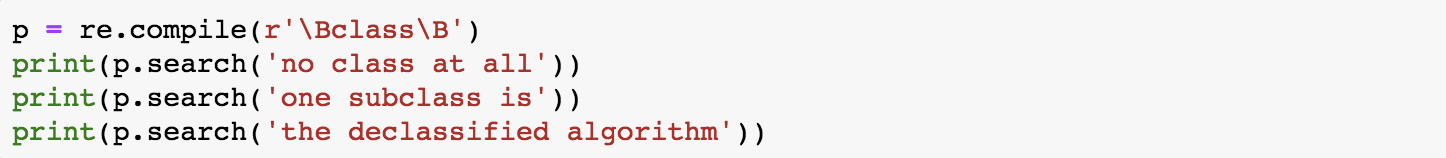 p = re.compile(r'\Bclass\B')
print(p.search('no class at all'))
print(p.search('one subclass is'))
print(p.search('the declassified algorithm'))